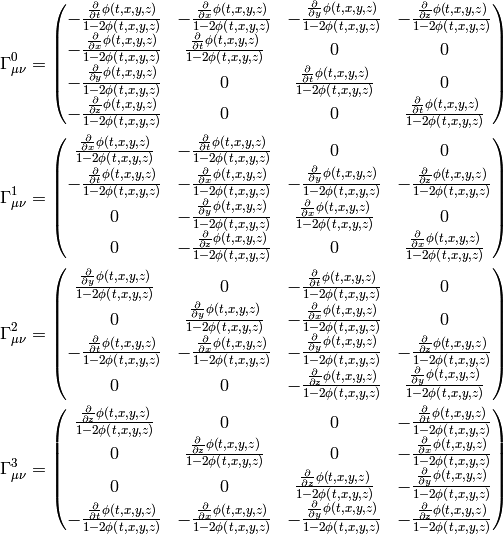 \Gamma^0_{\mu\nu} = \begin{pmatrix} -\frac{\frac{\partial}{\partial t}\phi(t,x,y,z)}{1-2\phi(t,x,y,z)} & -\frac{\frac{\partial}{\partial x}\phi(t,x,y,z)}{1-2\phi(t,x,y,z)} & -\frac{\frac{\partial}{\partial y}\phi(t,x,y,z)}{1-2\phi(t,x,y,z)} & -\frac{\frac{\partial}{\partial z}\phi(t,x,y,z)}{1-2\phi(t,x,y,z)} \\
-\frac{\frac{\partial}{\partial x}\phi(t,x,y,z)}{1-2\phi(t,x,y,z)} & \frac{\frac{\partial}{\partial t}\phi(t,x,y,z)}{1-2\phi(t,x,y,z)} & 0 & 0 \\
-\frac{\frac{\partial}{\partial y}\phi(t,x,y,z)}{1-2\phi(t,x,y,z)} & 0 & \frac{\frac{\partial}{\partial t}\phi(t,x,y,z)}{1-2\phi(t,x,y,z)} & 0 \\
-\frac{\frac{\partial}{\partial z}\phi(t,x,y,z)}{1-2\phi(t,x,y,z)} & 0 & 0 & \frac{\frac{\partial}{\partial t}\phi(t,x,y,z)}{1-2\phi(t,x,y,z)} \end{pmatrix}
\Gamma^1_{\mu\nu} = \begin{pmatrix} \frac{\frac{\partial}{\partial x}\phi(t,x,y,z)}{1-2\phi(t,x,y,z)} & -\frac{\frac{\partial}{\partial t}\phi(t,x,y,z)}{1-2\phi(t,x,y,z)} & 0 & 0 \\
-\frac{\frac{\partial}{\partial t}\phi(t,x,y,z)}{1-2\phi(t,x,y,z)} & -\frac{\frac{\partial}{\partial x}\phi(t,x,y,z)}{1-2\phi(t,x,y,z)} & -\frac{\frac{\partial}{\partial y}\phi(t,x,y,z)}{1-2\phi(t,x,y,z)} & -\frac{\frac{\partial}{\partial z}\phi(t,x,y,z)}{1-2\phi(t,x,y,z)} \\
0 & -\frac{\frac{\partial}{\partial y}\phi(t,x,y,z)}{1-2\phi(t,x,y,z)} & \frac{\frac{\partial}{\partial x}\phi(t,x,y,z)}{1-2\phi(t,x,y,z)} & 0 \\
0 & -\frac{\frac{\partial}{\partial z}\phi(t,x,y,z)}{1-2\phi(t,x,y,z)} & 0 & \frac{\frac{\partial}{\partial x}\phi(t,x,y,z)}{1-2\phi(t,x,y,z)} \end{pmatrix}
\Gamma^2_{\mu\nu} = \begin{pmatrix} \frac{\frac{\partial}{\partial y}\phi(t,x,y,z)}{1-2\phi(t,x,y,z)} & 0 & -\frac{\frac{\partial}{\partial t}\phi(t,x,y,z)}{1-2\phi(t,x,y,z)} & 0 \\
0 & \frac{\frac{\partial}{\partial y}\phi(t,x,y,z)}{1-2\phi(t,x,y,z)} & -\frac{\frac{\partial}{\partial x}\phi(t,x,y,z)}{1-2\phi(t,x,y,z)} & 0 \\
-\frac{\frac{\partial}{\partial t}\phi(t,x,y,z)}{1-2\phi(t,x,y,z)} & -\frac{\frac{\partial}{\partial x}\phi(t,x,y,z)}{1-2\phi(t,x,y,z)} & -\frac{\frac{\partial}{\partial y}\phi(t,x,y,z)}{1-2\phi(t,x,y,z)} & -\frac{\frac{\partial}{\partial z}\phi(t,x,y,z)}{1-2\phi(t,x,y,z)} \\
0 & 0 & -\frac{\frac{\partial}{\partial z}\phi(t,x,y,z)}{1-2\phi(t,x,y,z)} & \frac{\frac{\partial}{\partial y}\phi(t,x,y,z)}{1-2\phi(t,x,y,z)} \end{pmatrix}
\Gamma^3_{\mu\nu} = \begin{pmatrix} \frac{\frac{\partial}{\partial z}\phi(t,x,y,z)}{1-2\phi(t,x,y,z)} & 0 & 0 & -\frac{\frac{\partial}{\partial t}\phi(t,x,y,z)}{1-2\phi(t,x,y,z)} \\
0 & \frac{\frac{\partial}{\partial z}\phi(t,x,y,z)}{1-2\phi(t,x,y,z)} & 0 & -\frac{\frac{\partial}{\partial x}\phi(t,x,y,z)}{1-2\phi(t,x,y,z)} \\
0 & 0 & \frac{\frac{\partial}{\partial z}\phi(t,x,y,z)}{1-2\phi(t,x,y,z)} & -\frac{\frac{\partial}{\partial y}\phi(t,x,y,z)}{1-2\phi(t,x,y,z)} \\
-\frac{\frac{\partial}{\partial t}\phi(t,x,y,z)}{1-2\phi(t,x,y,z)} & -\frac{\frac{\partial}{\partial x}\phi(t,x,y,z)}{1-2\phi(t,x,y,z)} & -\frac{\frac{\partial}{\partial y}\phi(t,x,y,z)}{1-2\phi(t,x,y,z)} & -\frac{\frac{\partial}{\partial z}\phi(t,x,y,z)}{1-2\phi(t,x,y,z)} \end{pmatrix}